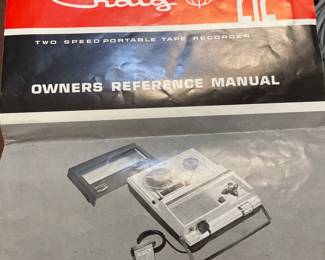 Craig
TWO SPEED PORTABLE TAPE RECORDER
OWNERS REFERENCE MANUAL